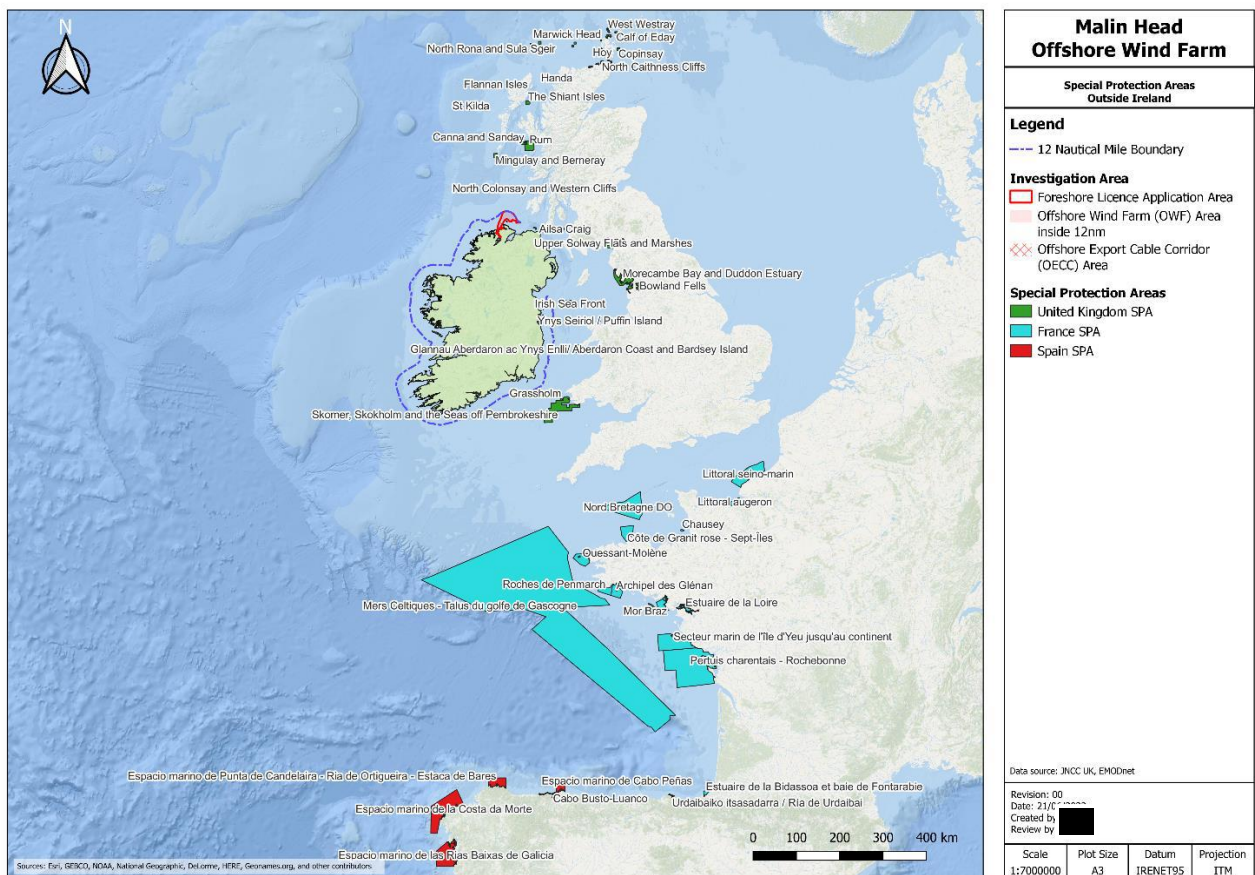 N
West Westray
Marwick Head
Calf of Eday
North Rona and Sula Sgeir
Hoy
Copinsay
North Caithness Cliffs
Handa
Flannan Isles
The Shiant Isles
St Kilda
Canna and Sanday
Rum
Mingulay and Berneray
North Colonsay and Western Cliffs
Ailsa Craig
Upper Solway Flats and Marshes
Morecambe Bay and Duddon Estuary
Bowland Fells
Irish Sea Front
Ynys Seiriol / Puffin Island
Glannau Aberdaron ac Ynys Enlli/ Aberdaron Coast and Bardsey Island
Grassholm
Skomer, Skokholm and the Seas off Pembrokeshire
Littoral seino-marin
Nord Bretagne DO
Littoral augeron
Chausey
Côte de Granit rose - Sept-Îles
Ouessant-Molène
Roches de Penmarch
Archipel des Glénan
Mers Celtiques - Talus du golfe de Gascogne
Mor Braz
Estuaire de la Loire
Secteur marin de l'île d'Yeu jusqu'au continent
Pertuis charentais - Rochebonne
Espacio marino de Punta de Candelaira - Ría de Ortigueira - Estaca de Bares
Espacio marino de Cabo Peñas
Estuaire de la Bidassoa et baie de Fontarabie
Cabo Busto-Luanco
Urdaibaiko itsasadarra / Ría de Urdaibai
Espacio marino de la Costa da Morte
Espacio marino de las Rías Baixas de Galicia
0 100 200 300 400 km
Sources: Esri, GEBCO, NOAA, National Geographic, DeLorme, HERE, Geonames.org, and other contributors
Malin Head
Offshore Wind Farm
Special Protection Areas
Outside Ireland
Legend
12 Nautical Mile Boundary
Investigation Area
Foreshore Licence Application Area
Offshore Wind Farm (OWF) Area
inside 12nm
Offshore Export Cable Corridor
(OECC) Area
Special Protection Areas
United Kingdom SPA
France SPA
Spain SPA
Data source: JNCC UK, EMODnet
Revision: 00
Date:
Created by
Review by
Scale Plot Size Datum Projection
1:7000000 A3 IRENET95 ITM